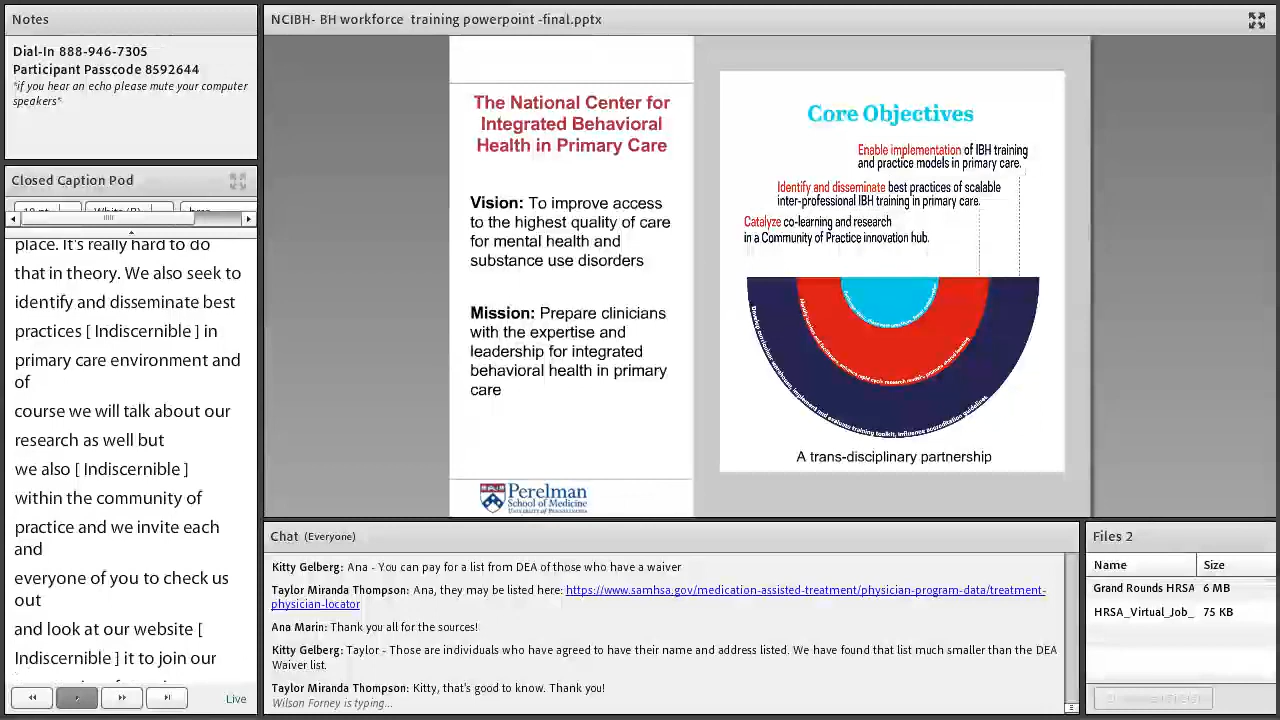 Notes
Dial-In 888-946-7305
Participant Passcode 8592644
*if you hear an echo please mute your computer
speakers*
Closed Caption Pod
place. It's really hard to do
that in theory. We also seek to
identify and disseminate best
practices [ Indiscernible ] in
primary care environment and
of
course we will talk about our
research as well but
we also [ Indiscernible ]
within the community of
practice and we invite each
and
everyone of you to check us
out
and look at our website [
Indiscernible ] it to join our
Live
NCIBH- BH workforce  training powerpoint -final.pptx
The National Center for
Integrated Behavioral
Health in Primary Care
Vision: To improve access
to the highest quality of care
for mental health and
substance use disorders
Mission: Prepare clinicians
with the expertise and
leadership for integrated
behavioral health in primary
care
Perelman
School of Medicine
University of Pennsylvania
Core Objectives
Enable implementation of IBH training
and practice models in primary care.
Identify and disseminate best practices of scalable
inter-professional IBH training in primary care.
Catalyze co-learning and research
in a Community of Practice innovation hub.
A trans-disciplinary partnership
Chat (Everyone)
Kitty Gelberg: Ana - You can pay for a list from DEA of those who have a waiver
Taylor Miranda Thompson: Ana, they may be listed here: https://www.samhsa.gov/medication-assisted-treatment/physician-program-data/treatment-
physician-locator
Ana Marin: Thank you all for the sources!
Kitty Gelberg: Taylor - Those are individuals who have agreed to have their name and address listed. We have found that list much smaller than the DEA
Waiver list.
Taylor Miranda Thompson: Kitty, that's good to know. Thank you!
Wilson Forney is typing...
Files 2
Name Size
Grand Rounds HRSA 6 MB
HRSA_Virtual_Job_ 75 KB